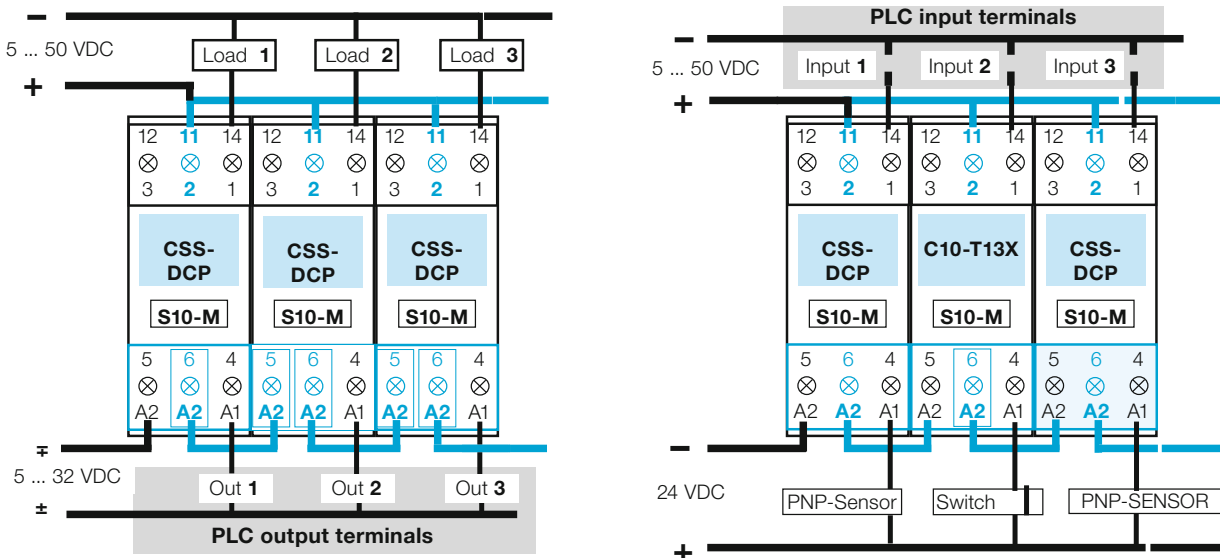 − PLC input terminals
5 ... 50 VDC Load 1 Load 2 Load 3
−
5 ... 50 VDC Input 1 Input 2 Input 3
+
+
12 11 14 12 11 14 12 11 14
3 2 1 3 2 1 3 2 1
12 11 14 12 11 14 12 11 14
3 2 1 3 2 1 3 2 1
CSS-
DCP
CSS-
DCP
CSS-
DCP
CSS-
DCP
C10-T13X
CSS-
DCP
S10-M S10-M S10-M
S10-M S10-M S10-M
5 6 4 5 6 4 5 6 4
A2 A2 A1 A2 A2 A1 A2 A2 A1
5 6 4 5 6 4 5 6 4
A2 A2 A1 A2 A2 A1 A2 A2 A1
∓
5 ... 32 VDC Out 1 Out 2 Out 3
±
PLC output terminals
−
24 VDC PNP-Sensor Switch PNP-SENSOR
+